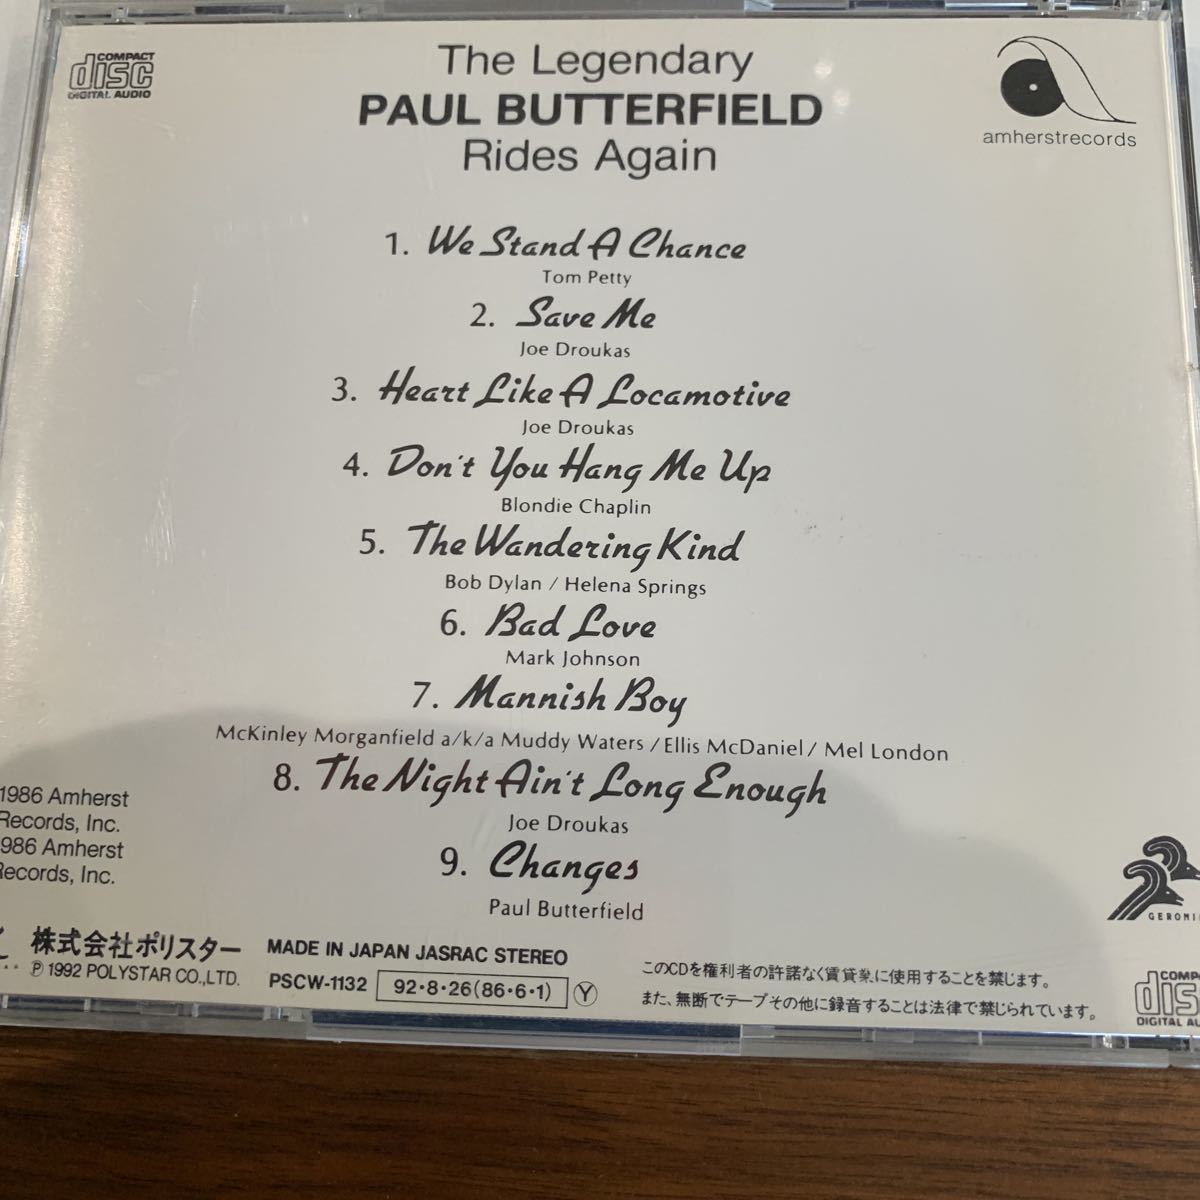 COMPACT
disc
DIGITAL AUDIO
The Legendary
PAUL BUTTERFIELD
Rides Again
amherstrecords
1. We Stand A Chance
Tom Petty
2. Save Me
Joe Droukas
3. Heart Like A Locamotive
Joe Droukas
4. Don't You Hang Me Up
Blondie Chaplin
5. The Wandering Kind
Bob Dylan / Helena Springs
6. Bad Love
Mark Johnson
7. Mannish Boy
McKinley Morganfield a/k/a Muddy Waters / Ellis McDaniel / Mel London
8. The Night Ain't Long Enough
Joe Droukas
9. Changes
Paul Butterfield
1986 Amherst
Records, Inc.
986 Amherst
Records, Inc.
株式会社ポリスター
Ⓟ 1992 POLYSTAR CO.,LTD.
MADE IN JAPAN JASRAC STEREO
PSCW-1132 92・8・26(86・6・1) Ⓨ
このCDを権利者の許諾なく賃貸業に使用することを禁じます。
また、無断でテープその他に録音することは法律で禁じられています。
GERONI
COMPA
dis
DIGITAL AU